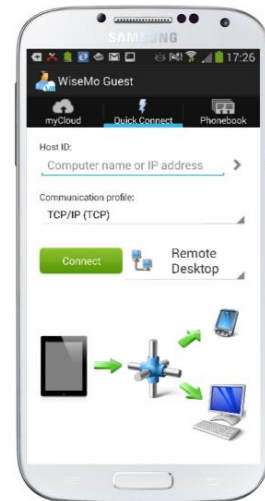 SAMSUNG
17:26
WiseMo Guest
myCloud Quick Connect Phonebook
Host ID:
Computer name or IP address
Communication profile:
TCP/IP (TCP)
Connect Remote
Desktop